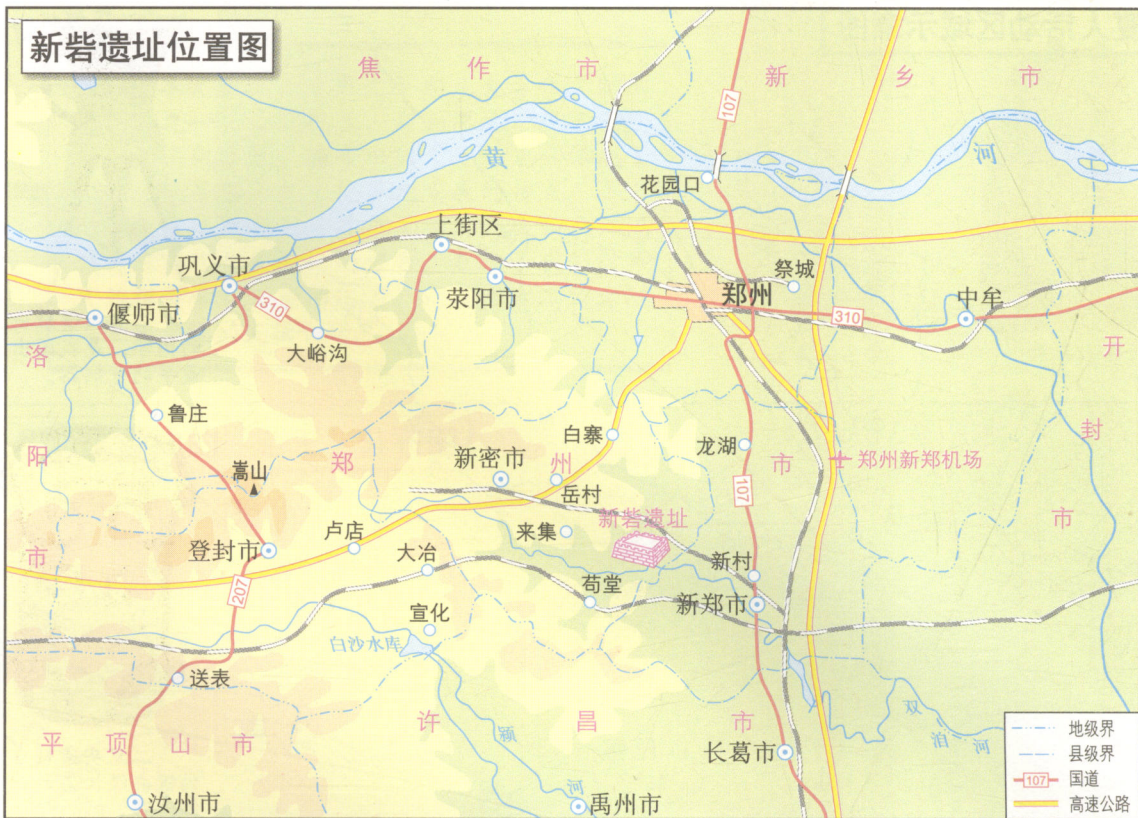 新砦遗址位置图
焦作市
新乡市
107
黄
河
花园口
上街区
巩义市
荥阳市
祭城
郑州
中牟
偃师市
310
310
大峪沟
洛阳市
开封市
鲁庄
白寨
龙湖
郑州市
郑州新郑机场
新密市
嵩山
岳村
107
新砦遗址
来集
卢店
登封市
大冶
新村
207
苟堂
新郑市
宣化
白沙水库
送表
许昌市
平顶山市
颍河
双洎河
长葛市
汝州市
禹州市
地级界
县级界
107
国道
高速公路